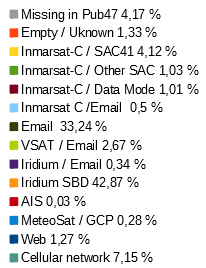 Missing in Pub47 4,17 %
Empty / Uknown 1,33 %
Inmarsat-C / SAC41 4,12 %
Inmarsat-C / Other SAC 1,03 %
Inmarsat-C / Data Mode 1,01 %
Inmarsat C /Email 0,5 %
Email 33,24 %
VSAT / Email 2,67 %
Iridium / Email 0,34 %
Iridium SBD 42,87 %
AIS 0,03 %
MeteoSat / GCP 0,28 %
Web 1,27 %
Cellular network 7,15 %